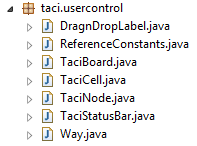 taci.usercontrol
DragnDropLabel.java
ReferenceConstants.java
TaciBoard.java
TaciCell.java
TaciNode.java
TaciStatusBar.java
Way.java